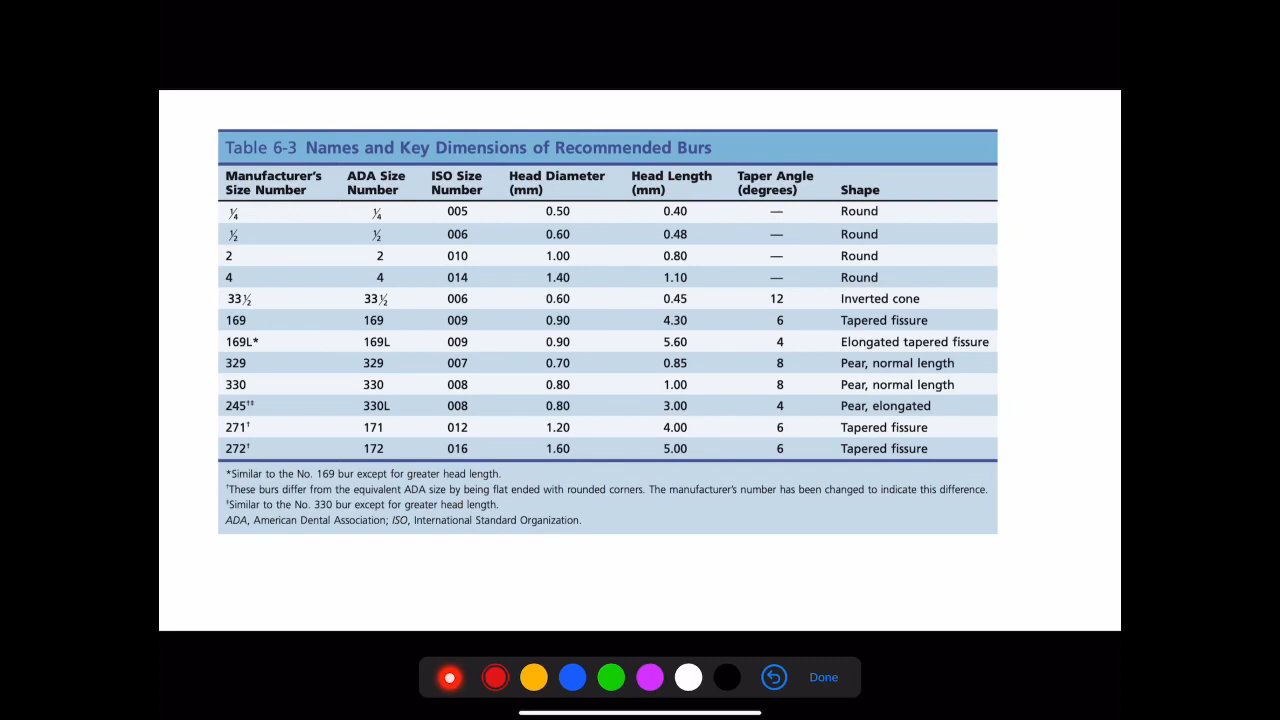 Table 6-3 Names and Key Dimensions of Recommended Burs
Manufacturer's Size Number ADA Size Number ISO Size Number Head Diameter (mm) Head Length (mm) Taper Angle (degrees) Shape
¼ ¼ 005 0.50 0.40 — Round
½ ½ 006 0.60 0.48 — Round
2 2 010 1.00 0.80 — Round
4 4 014 1.40 1.10 — Round
33½ 33½ 006 0.60 0.45 12 Inverted cone
169 169 009 0.90 4.30 6 Tapered fissure
169L* 169L 009 0.90 5.60 4 Elongated tapered fissure
329 329 007 0.70 0.85 8 Pear, normal length
330 330 008 0.80 1.00 8 Pear, normal length
245†‡ 330L 008 0.80 3.00 4 Pear, elongated
271† 171 012 1.20 4.00 6 Tapered fissure
272† 172 016 1.60 5.00 6 Tapered fissure
*Similar to the No. 169 bur except for greater head length.
†These burs differ from the equivalent ADA size by being flat ended with rounded corners. The manufacturer's number has been changed to indicate this difference.
‡Similar to the No. 330 bur except for greater head length.
ADA, American Dental Association; ISO, International Standard Organization.
Done